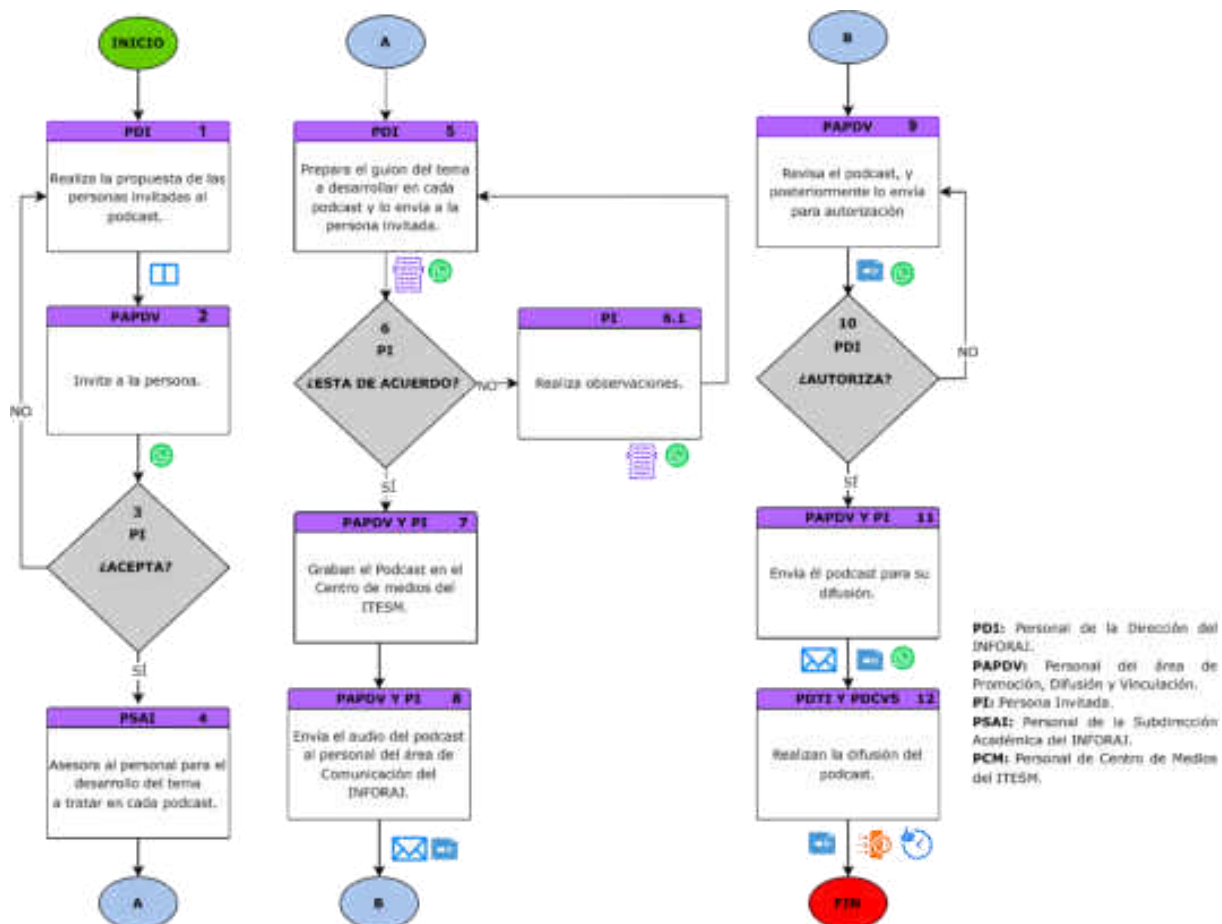 INICIO
PDI 1
Realiza la propuesta de las
personas invitadas al
podcast.
PAPDV 2
Invita a la persona.
NO
3
PI
¿ACEPTA?
SÍ
PSAI 4
Asesora al personal para el
desarrollo del tema
a tratar en cada podcast.
A
A
PDI 5
Prepara el guion del tema
a desarrollar en cada
podcast y lo envía a la
persona invitada.
6
PI
¿ESTA DE ACUERDO?
NO
PI 6.1
Realiza observaciones.
SÍ
PAPDV Y PI 7
Graban el Podcast en el
Centro de medios del
ITESM.
PAPDV Y PI 8
Envía el audio del podcast
al personal del área de
Comunicación del
INFORAI.
B
B
PAPDV 9
Revisa el podcast, y
posteriormente lo envía
para autorización
10
PDI
¿AUTORIZA?
NO
SÍ
PAPDV Y PI 11
Envía él podcast para su
difusión.
PDTI Y PDCVS 12
Realizan la difusión del
podcast.
FIN
PDI: Personal de la Dirección del
INFORAI.
PAPDV: Personal del área de
Promoción, Difusión y Vinculación.
PI: Persona Invitada.
PSAI: Personal de la Subdirección
Académica del INFORAI.
PCM: Personal de Centro de Medios
del ITESM.